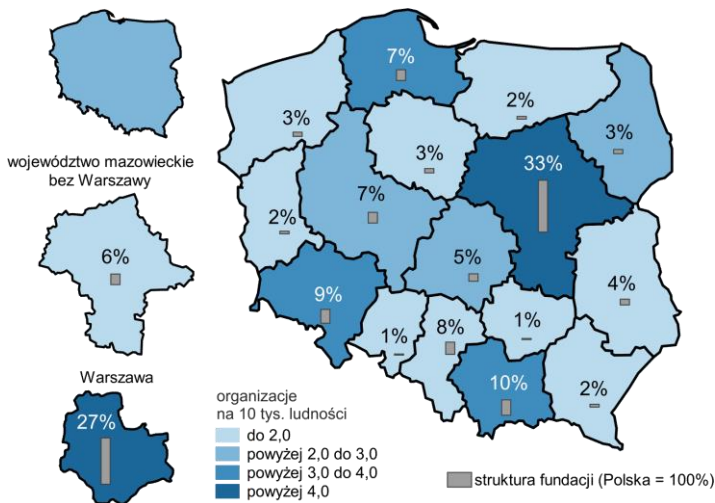 województwo mazowieckie
bez Warszawy
6%
Warszawa
27%
7%
3%
2%
3%
3%
33%
7%
2%
5%
4%
9%
1%
8%
1%
10%
2%
organizacje
na 10 tys. ludności
do 2,0
powyżej 2,0 do 3,0
powyżej 3,0 do 4,0
powyżej 4,0
struktura fundacji (Polska = 100%)